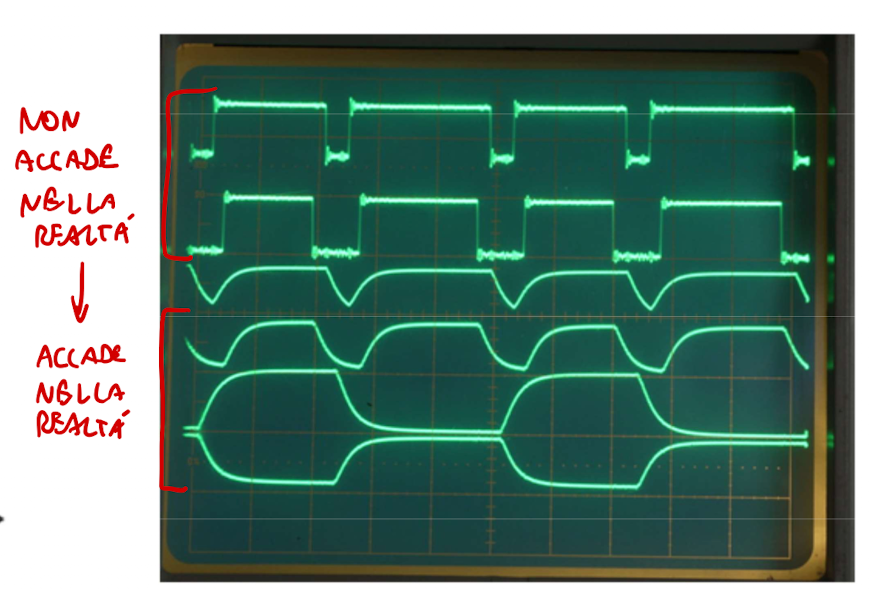 NON
ACCADE
NELLA
REALTÁ
ACCADE
NELLA
REALTÁ